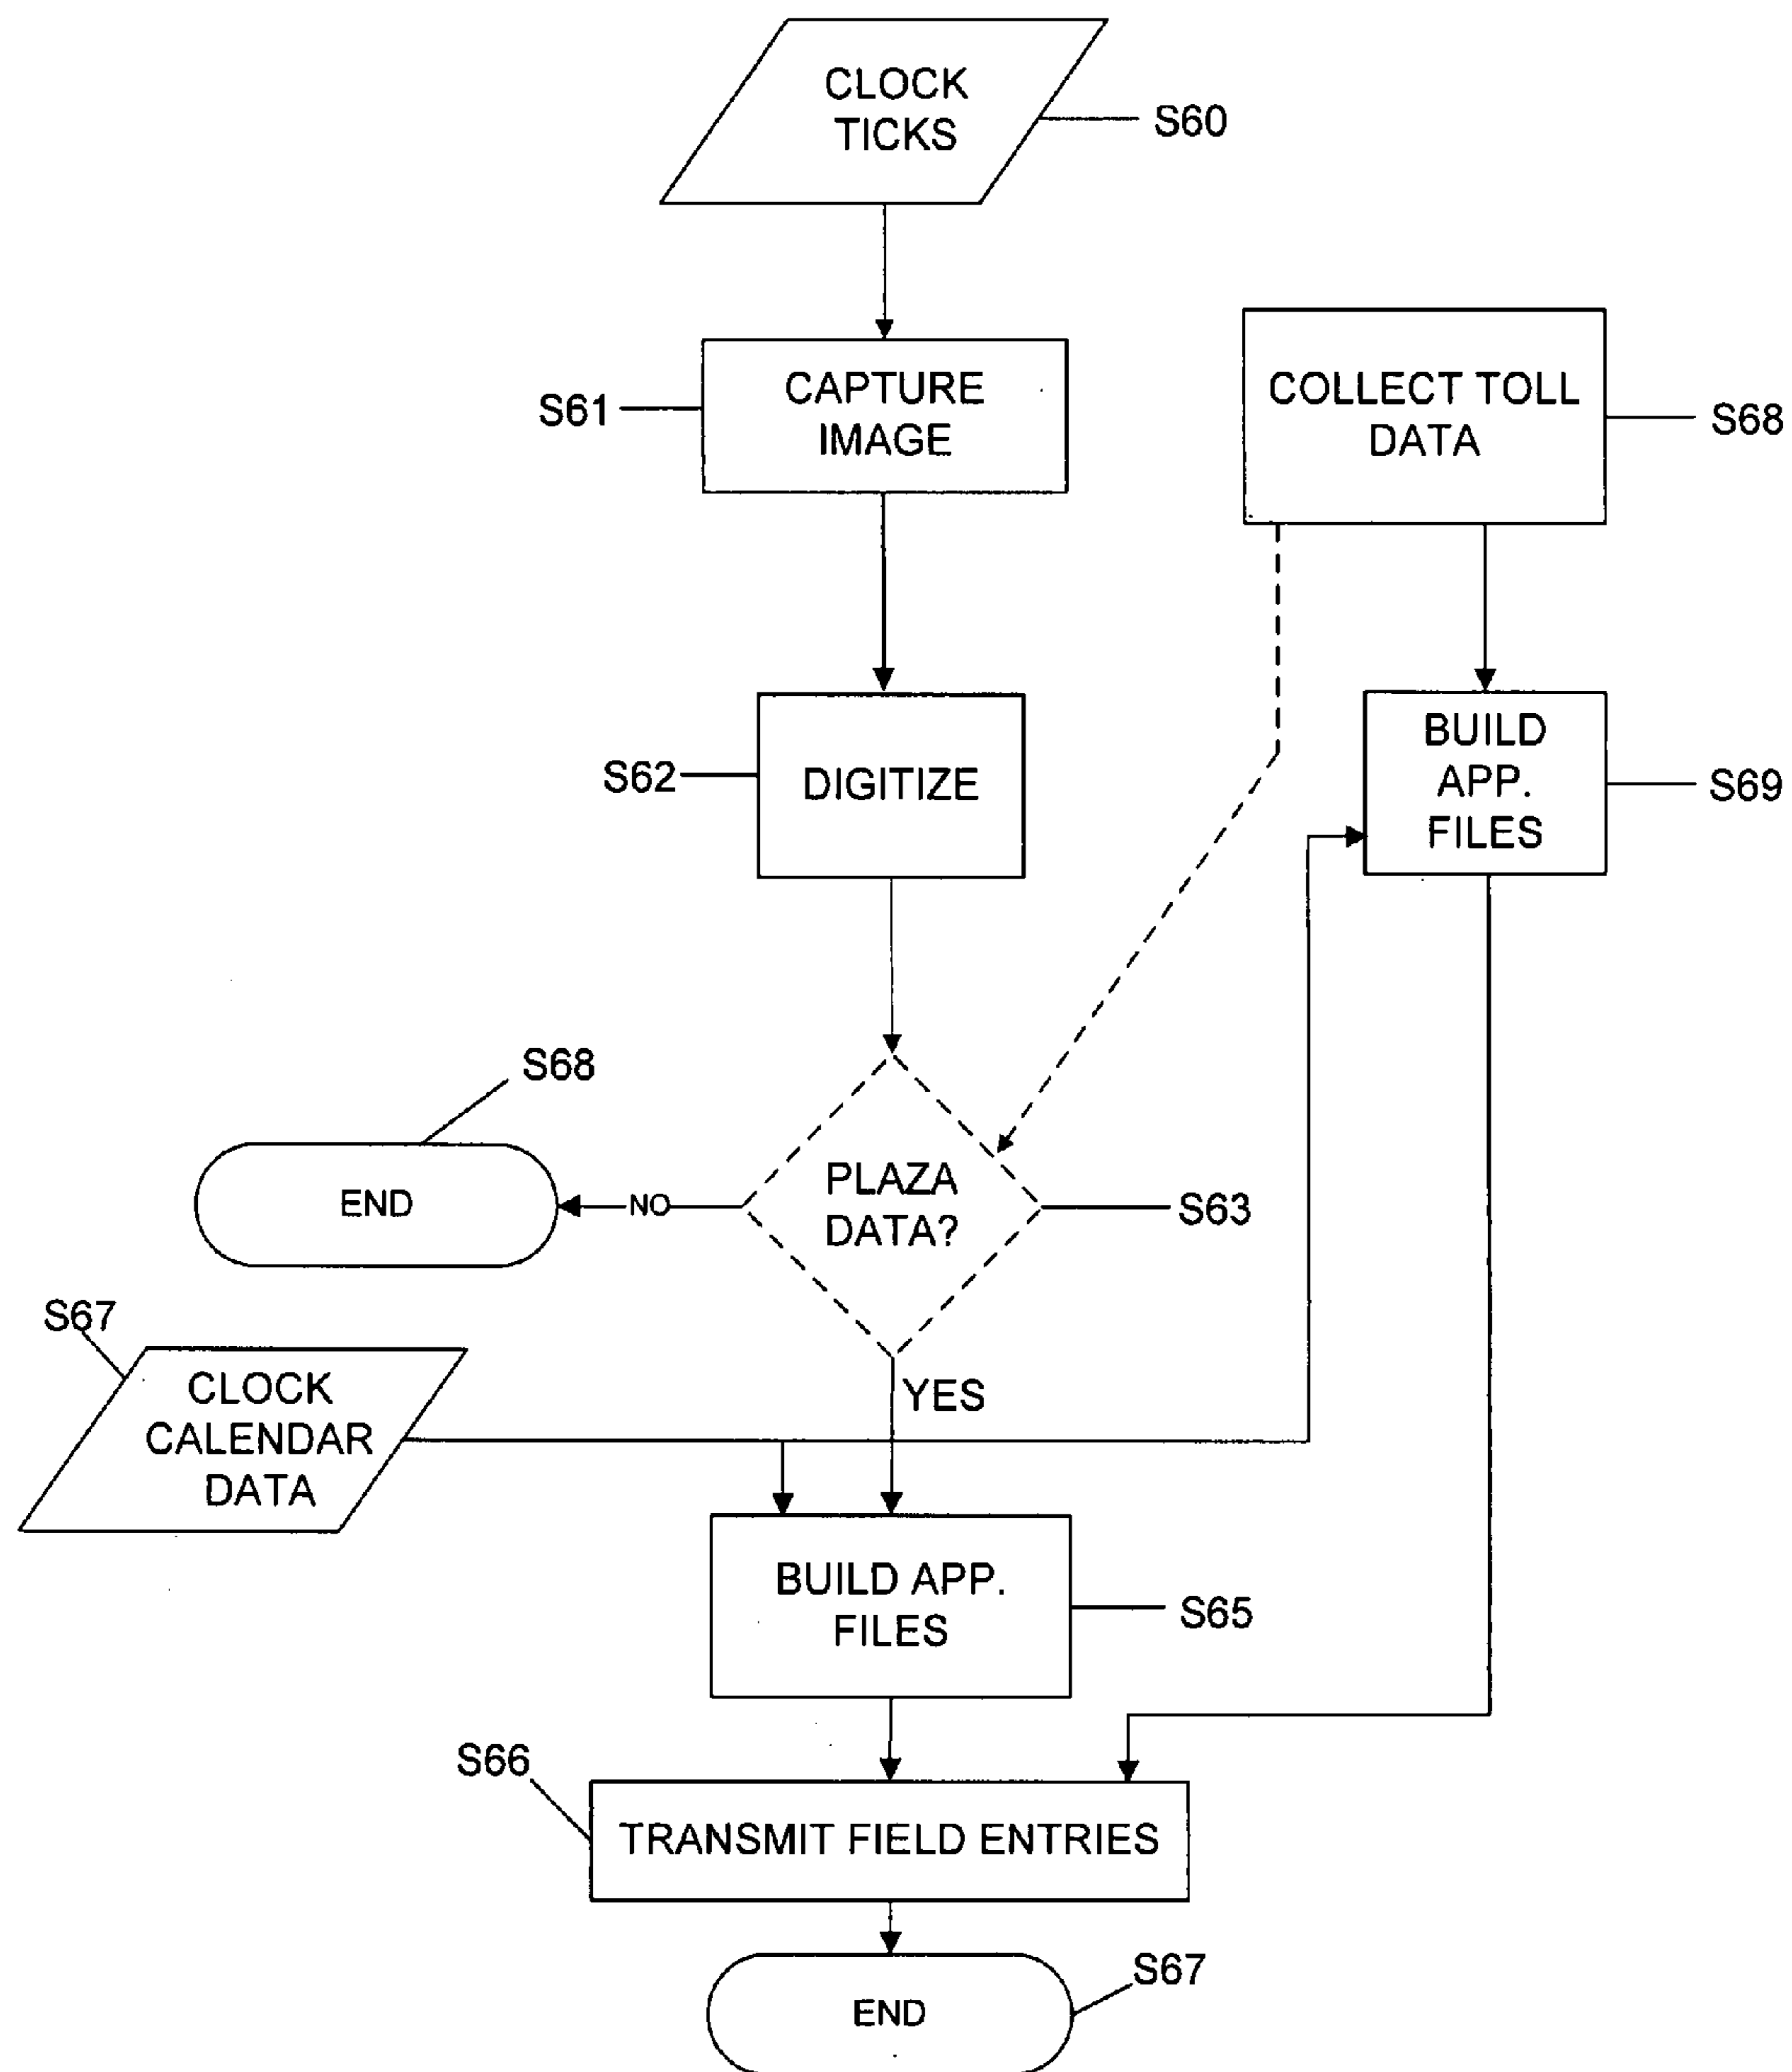 CLOCK
TICKS
S60
S61
CAPTURE
IMAGE
COLLECT TOLL
DATA
S68
S62
DIGITIZE
BUILD
APP.
FILES
S69
S68
END
NO
PLAZA
DATA?
S63
S67
CLOCK
CALENDAR
DATA
YES
BUILD APP.
FILES
S65
S66
TRANSMIT FIELD ENTRIES
END
S67